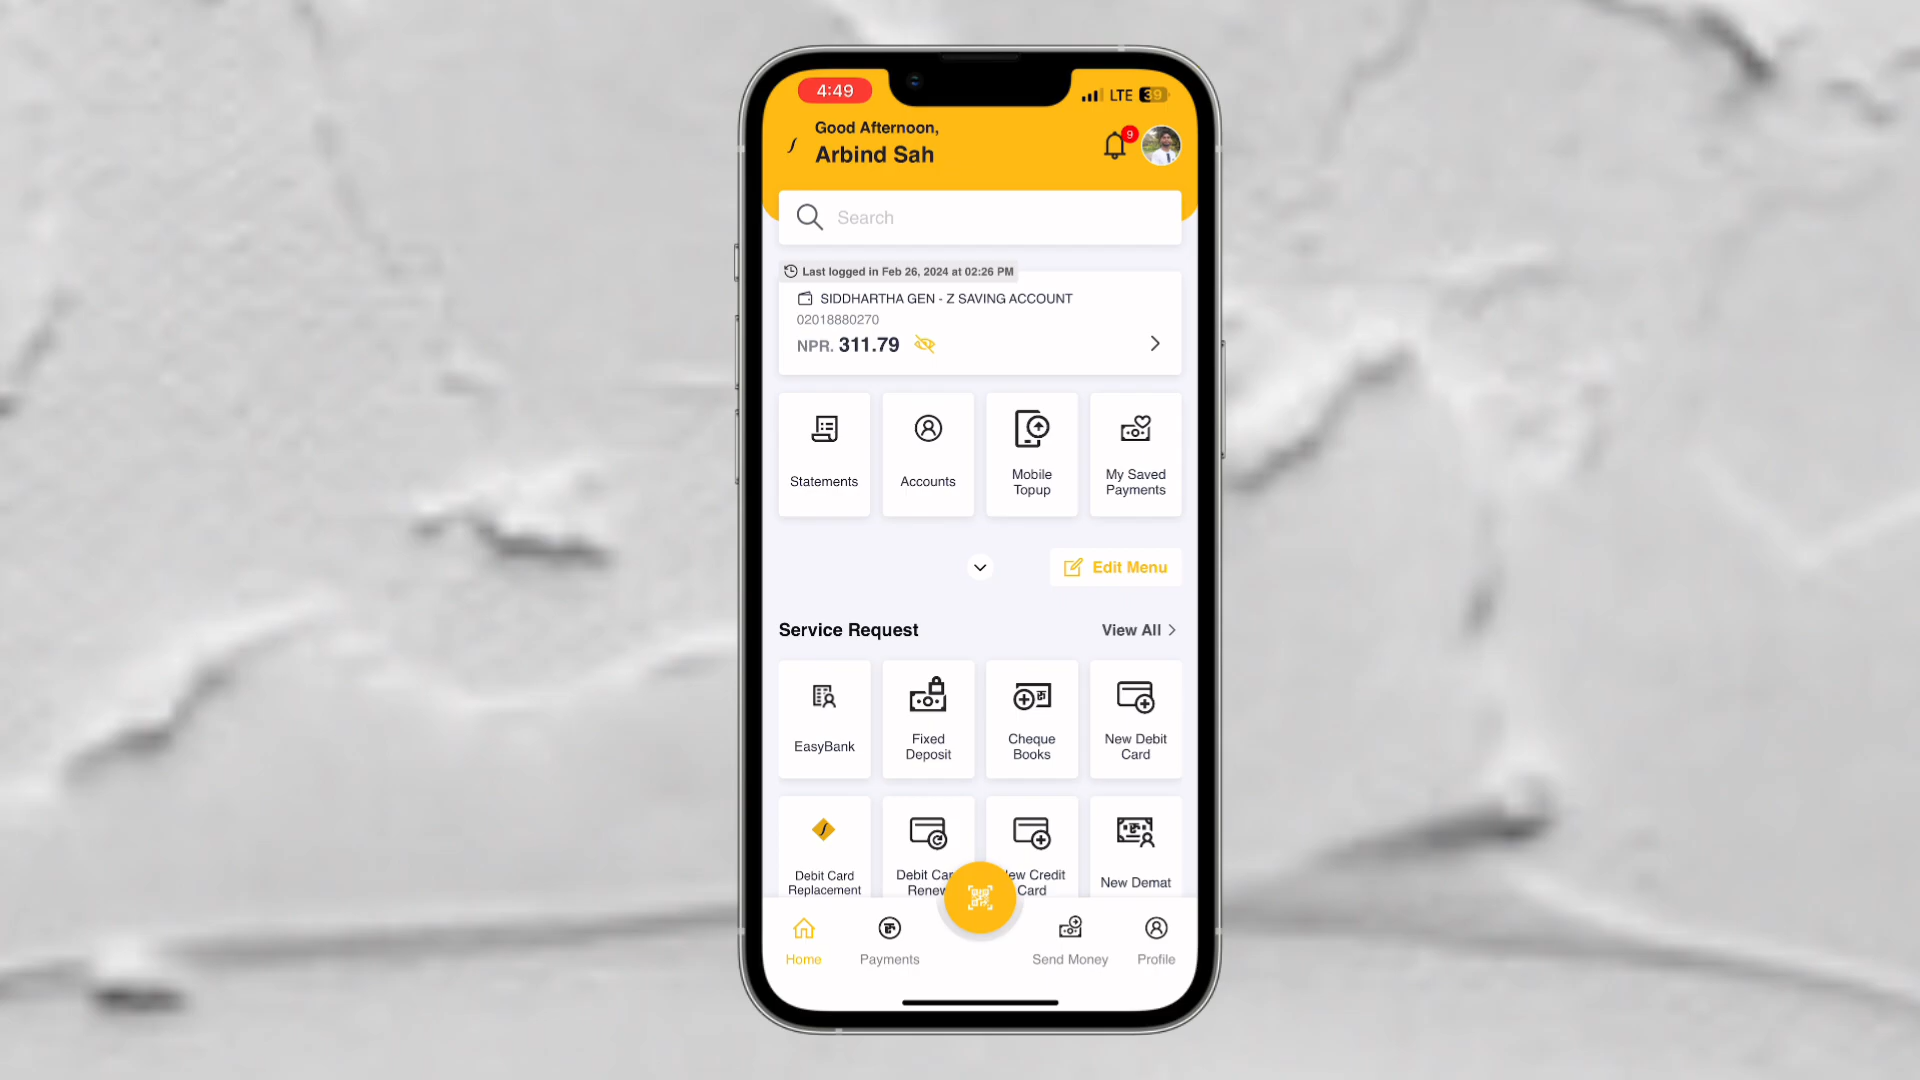 4:49
LTE 39
Good Afternoon,
Arbind Sah
9
Search
Last logged in Feb 26, 2024 at 02:26 PM
SIDDHARTHA GEN - Z SAVING ACCOUNT
02018880270
NPR. 311.79
Statements
Accounts
Mobile
Topup
My Saved
Payments
Edit Menu
Service Request
View All
EasyBank
Fixed
Deposit
Cheque
Books
New Debit
Card
Debit Card
Replacement
Debit
New Demat
Credit
Card
Home
Payments
Send Money
Profile